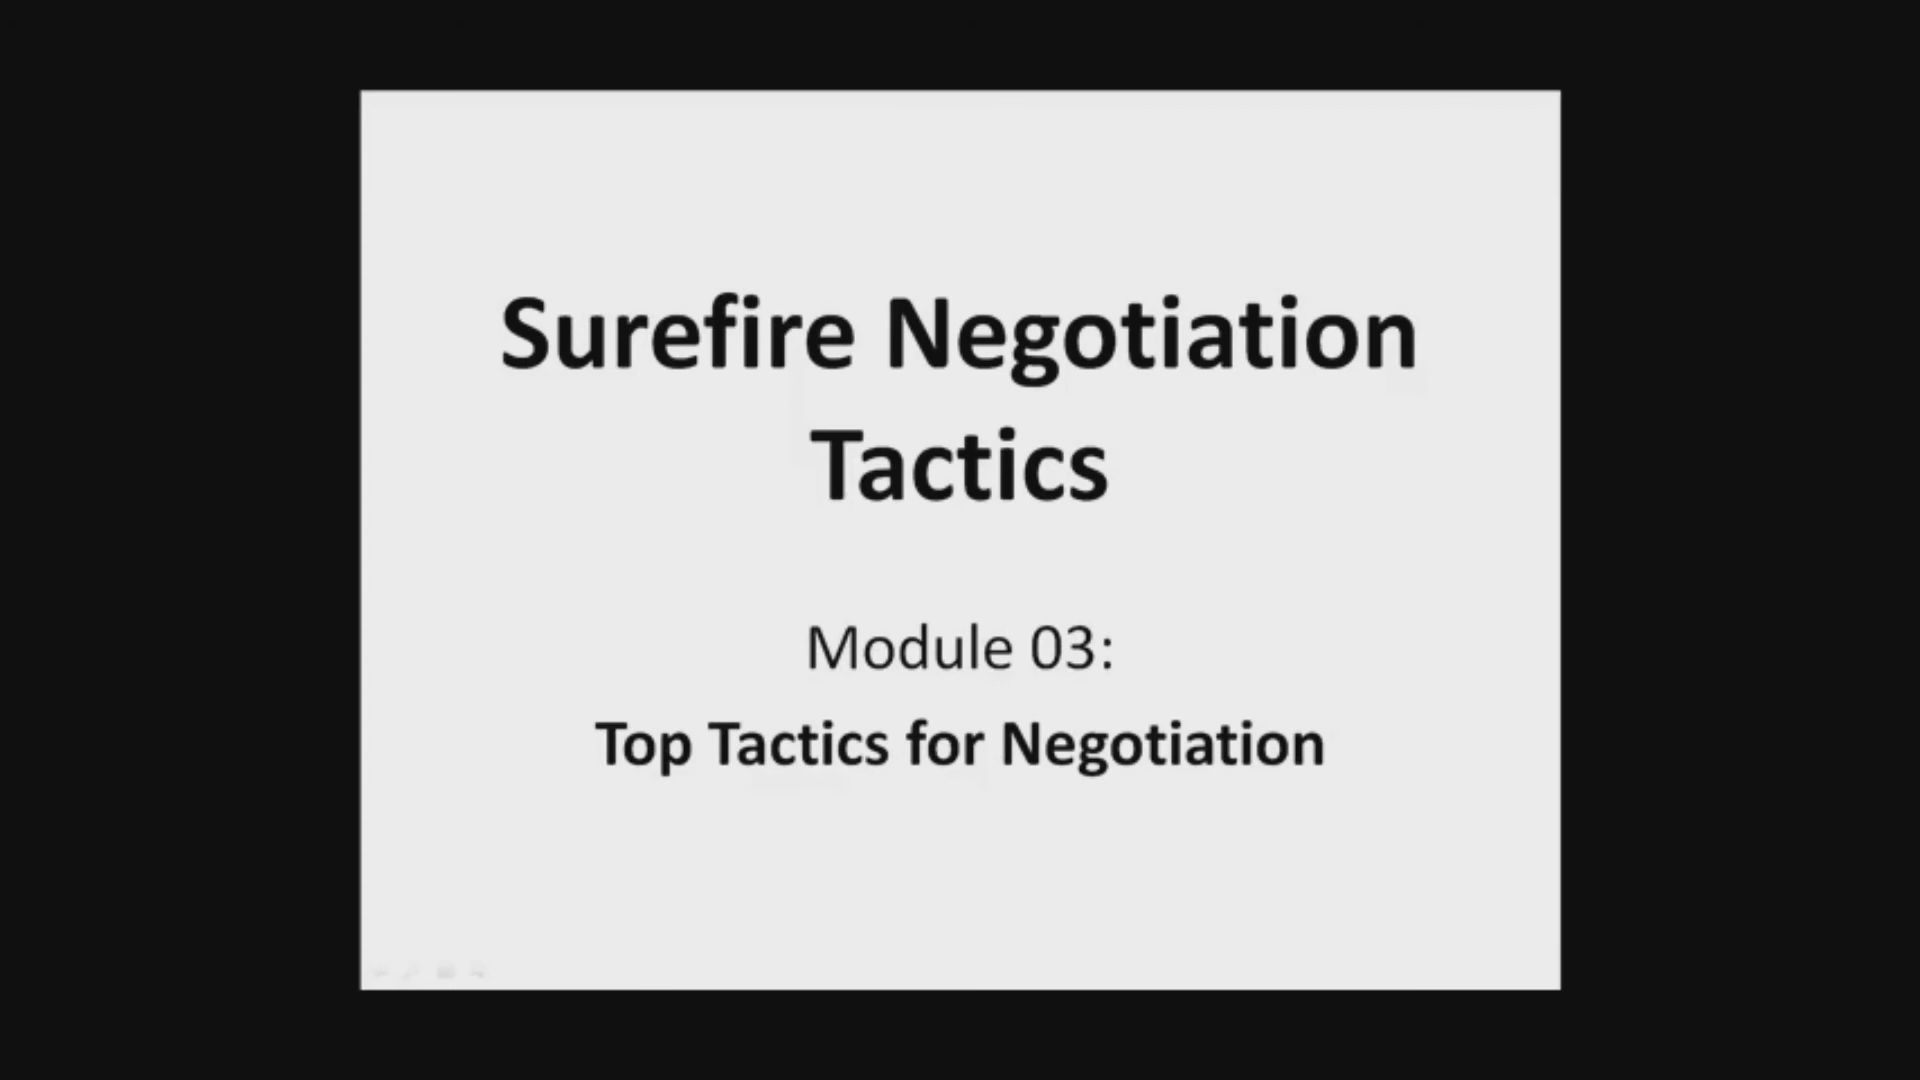 Surefire Negotiation
Tactics
Module 03:
Top Tactics for Negotiation